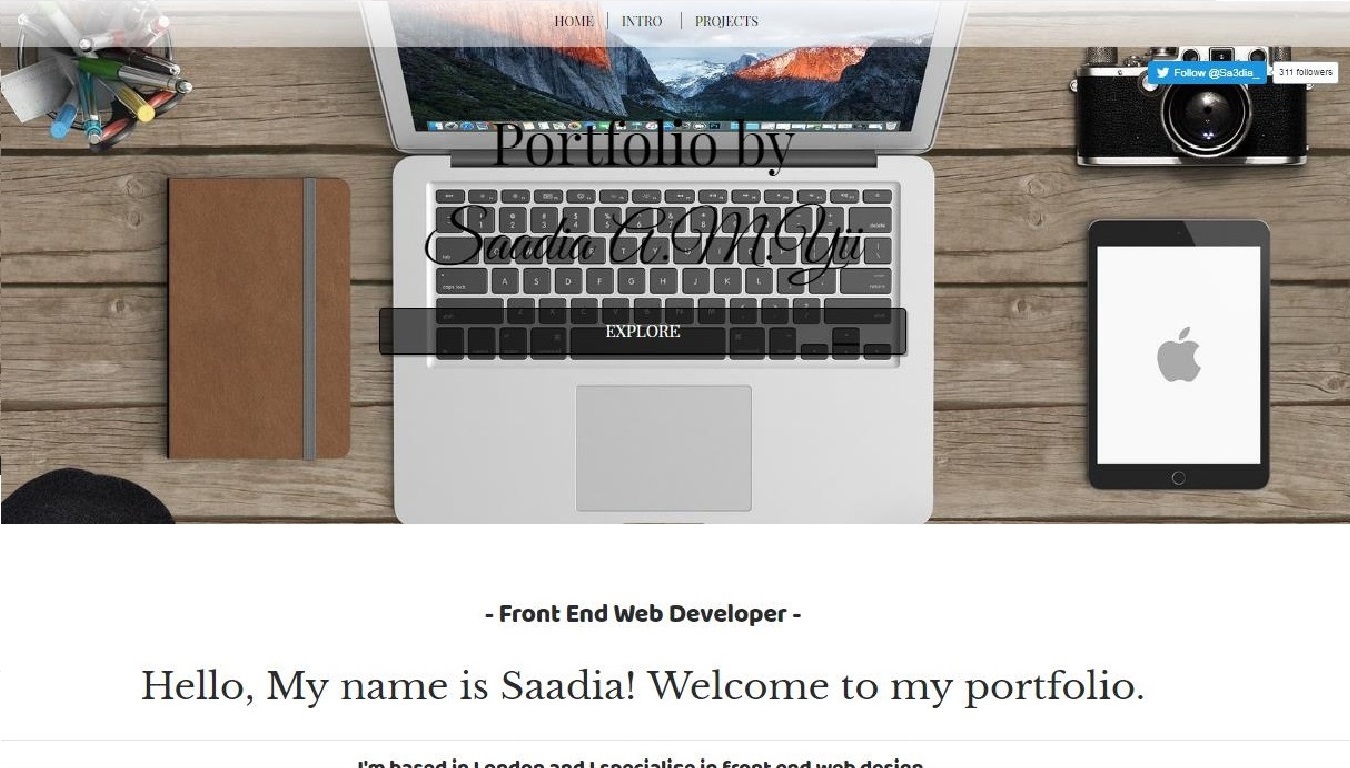 HOME
INTRO
PROJECTS
Follow @Sa3dia_
311 followers
Portfolio by
Saadia A.M.Yii
EXPLORE
- Front End Web Developer -
Hello, My name is Saadia! Welcome to my portfolio.
I'm based in London and I specialise in front end web design